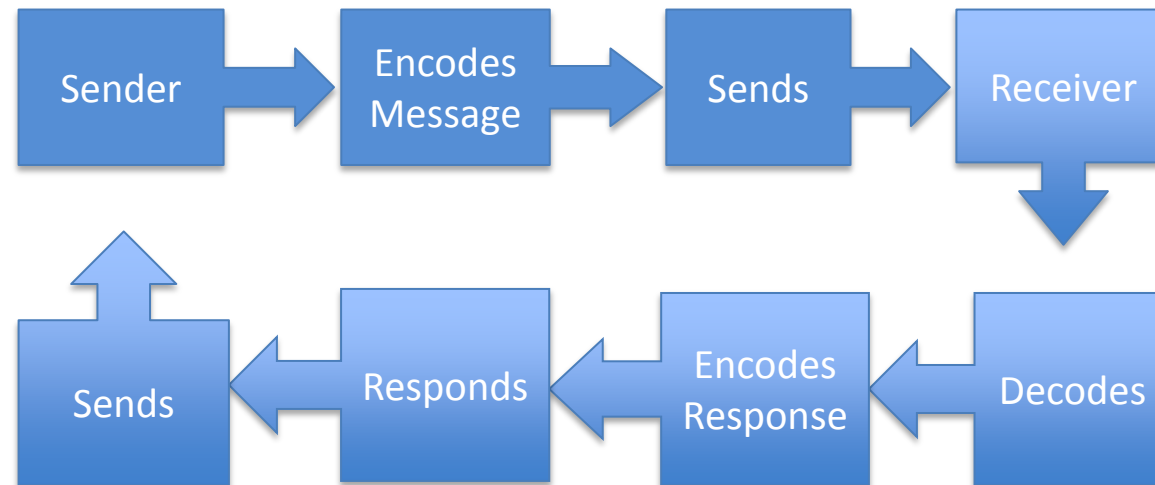 Sender
Encodes
Message
Sends
Receiver
Decodes
Encodes
Response
Responds
Sends